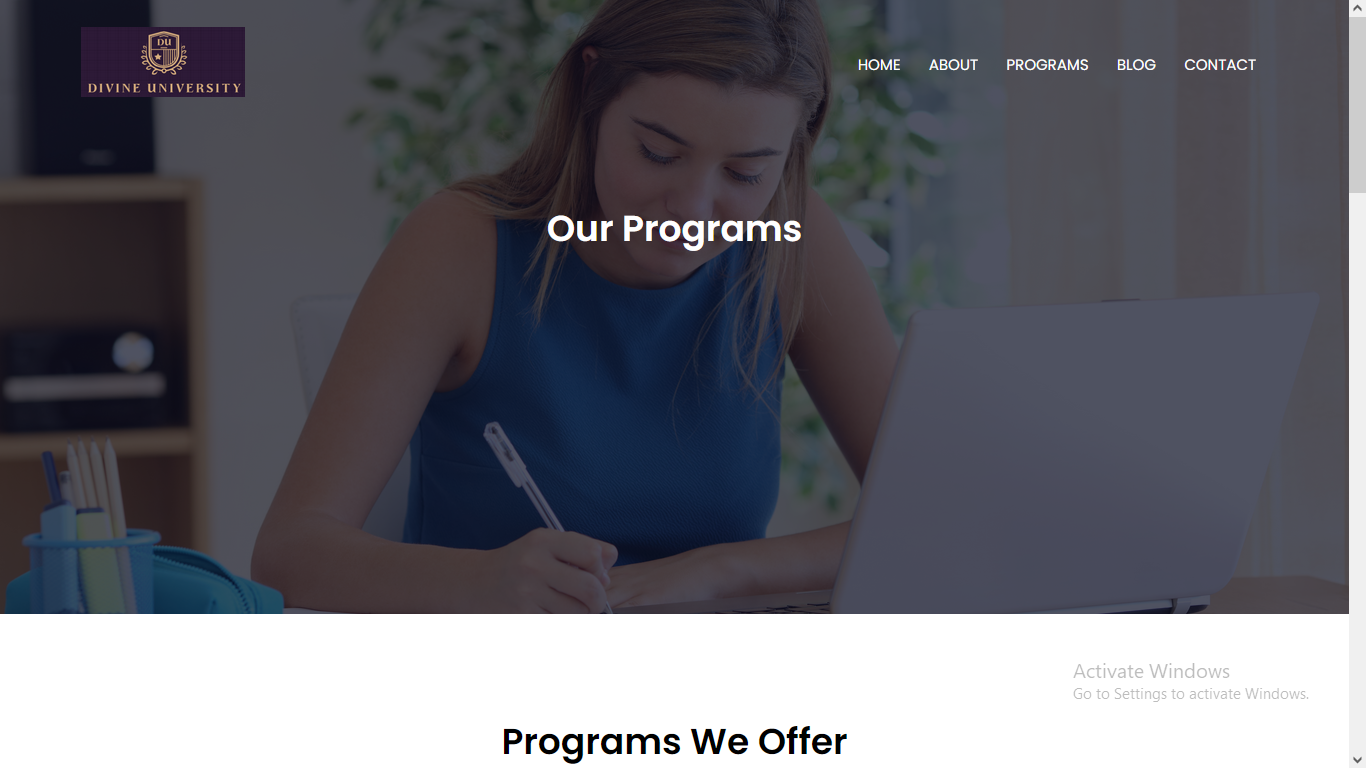 DU
DIVINE UNIVERSITY
HOME ABOUT PROGRAMS BLOG CONTACT
Our Programs
Activate Windows
Go to Settings to activate Windows.
Programs We Offer